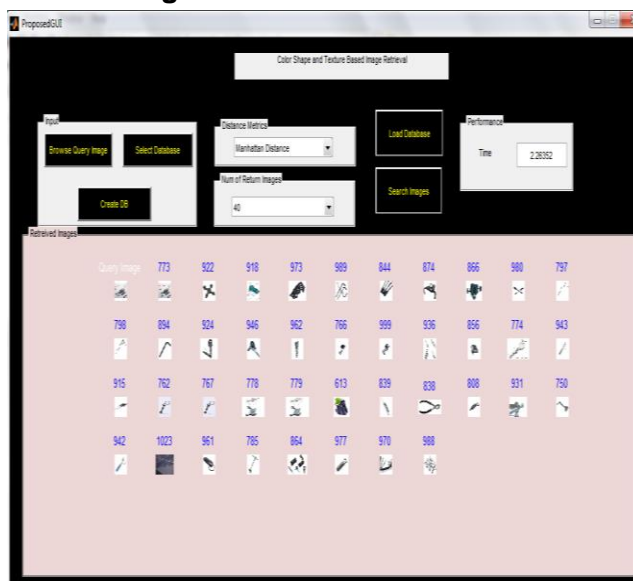 ProposedGUI
Color Shape and Texture Based Image Retrieval
Input
Browse Query Image
Select Database
Create DB
Distance Metrics
Manhattan Distance
Num of Return Images
40
Load Database
Search Images
Performance
Time
2.26352
Retreived Images
Query Image 773 922 918 973 989 844 874 866 980 797
798 894 924 946 962 766 999 936 856 774 943
915 762 767 778 779 613 839 838 808 931 750
942 1023 961 785 864 977 970 988